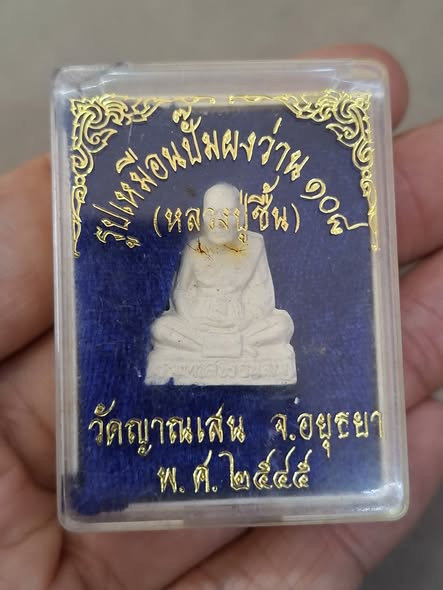 รูปเหมือนปั๊มผงว่าน ๑๐๘
(หลวงปู่ชื้น)
วัดญาณเสน จ.อยุธยา
พ.ศ.๒๕๔๕